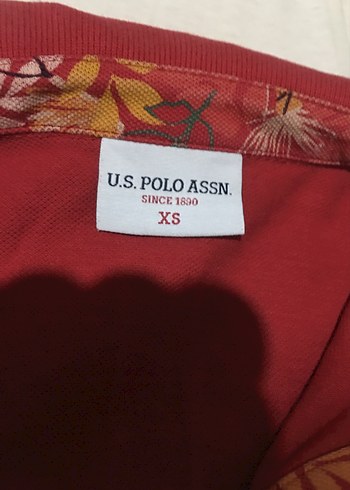 U.S. POLO ASSN.
SINCE 1890
XS